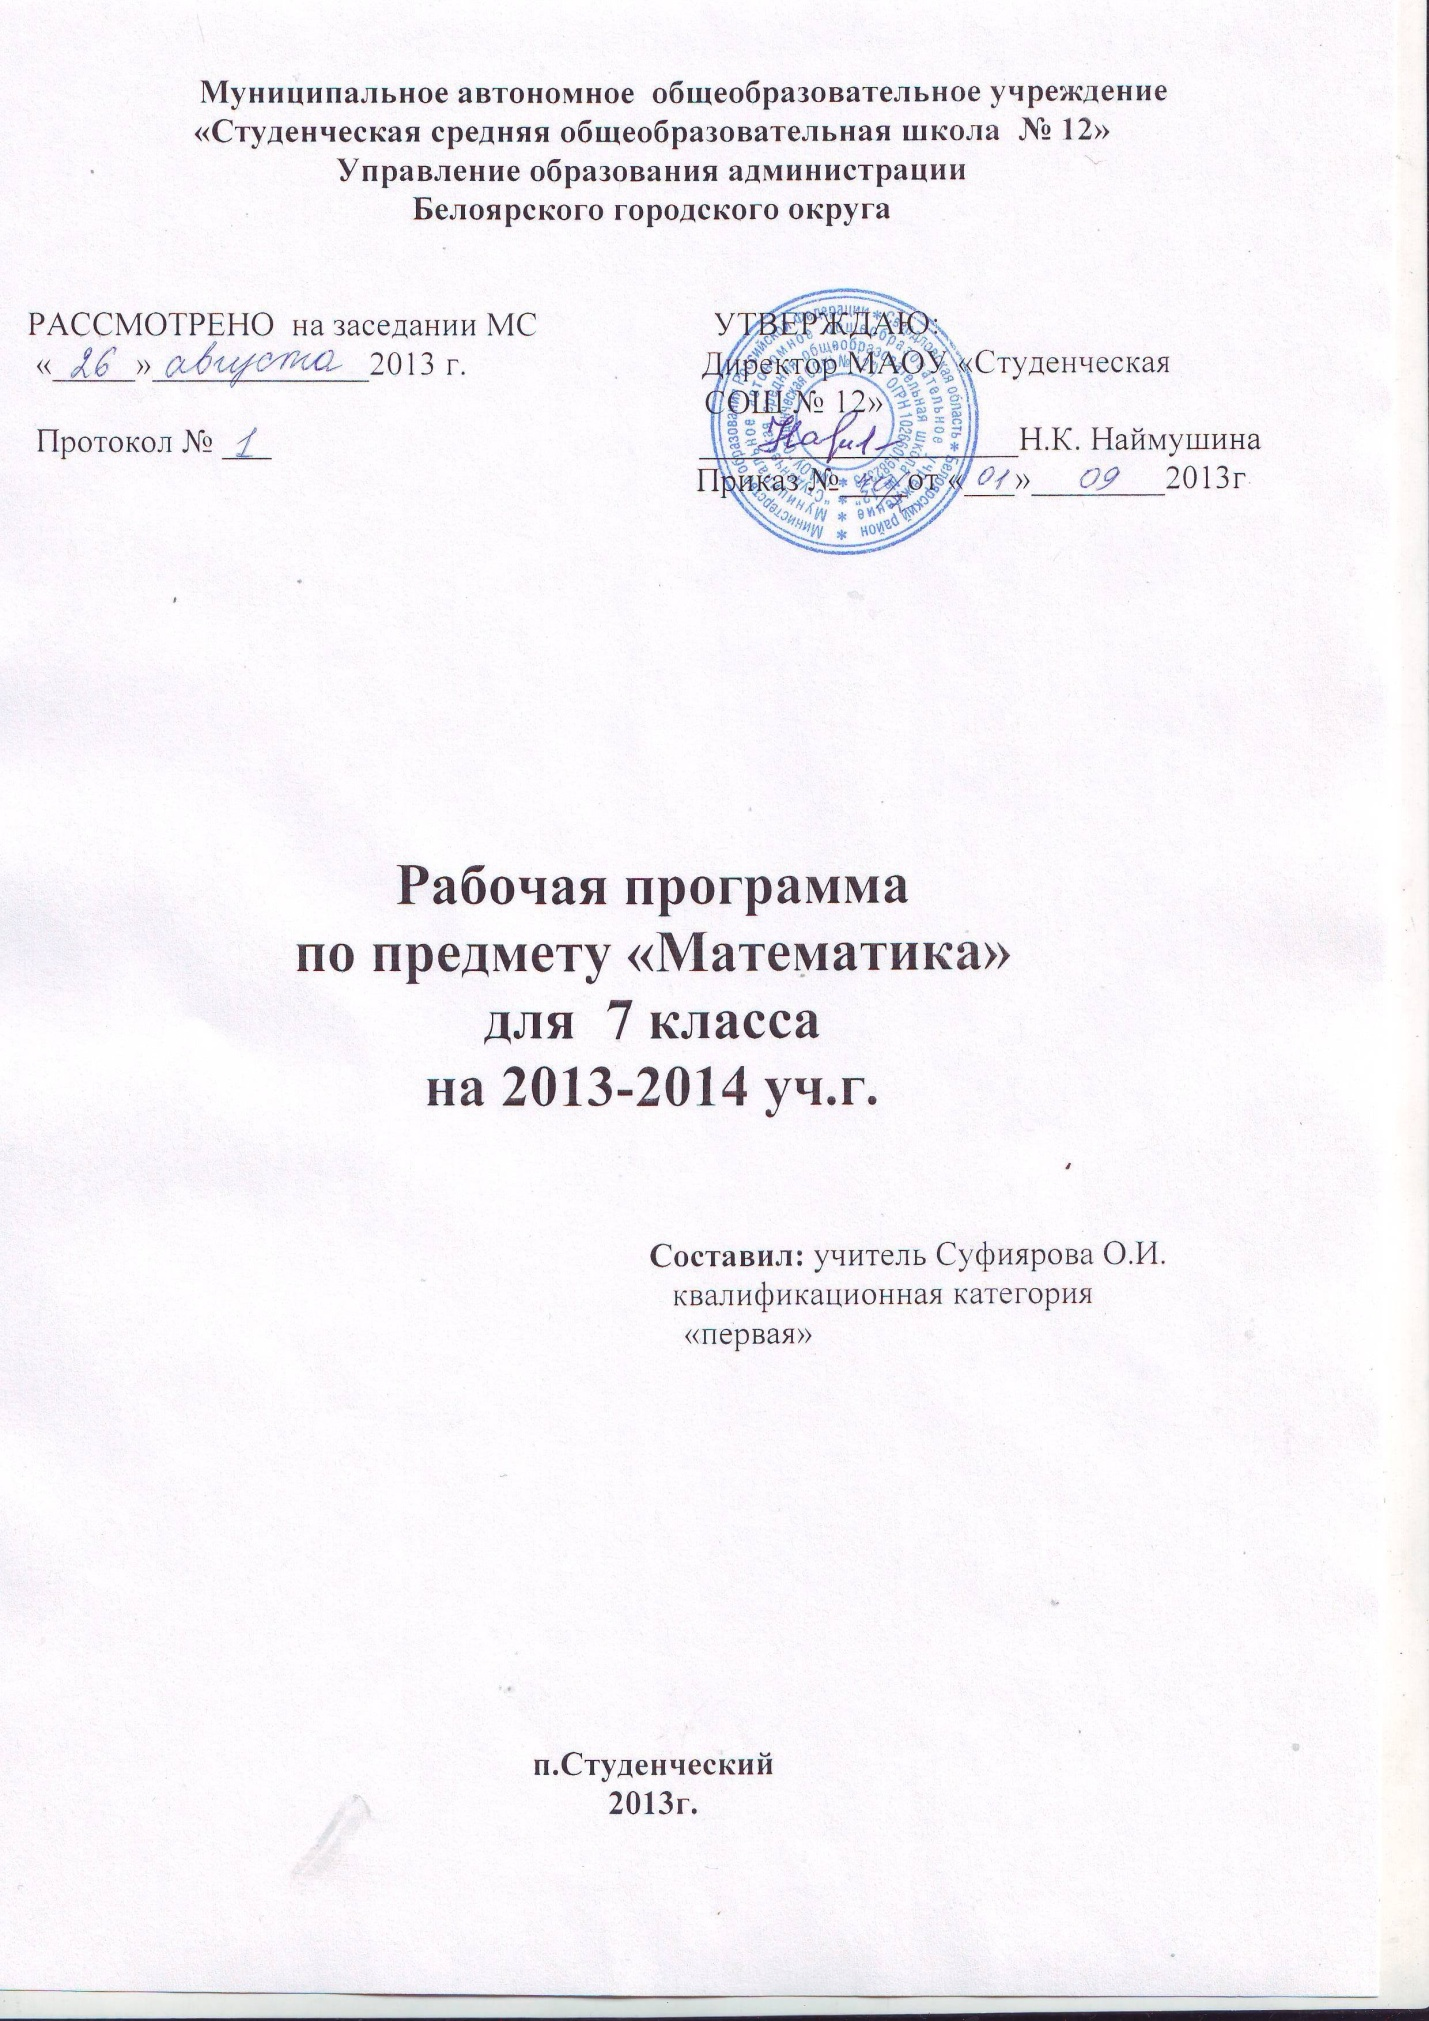 Муниципальное автономное общеобразовательное учреждение
«Студенческая средняя общеобразовательная школа № 12»
Управление образования администрации
Белоярского городского округа
РАССМОТРЕНО на заседании МС
«26» августа 2013 г.
Протокол № 1
УТВЕРЖДАЮ:
Директор МАОУ «Студенческая
СОШ № 12»
Н.К. Наймушина
Приказ № от «01» 09 2013г
Рабочая программа
по предмету «Математика»
для 7 класса
на 2013-2014 уч.г.
Составил: учитель Суфиярова О.И.
квалификационная категория
«первая»
п.Студенческий
2013г.